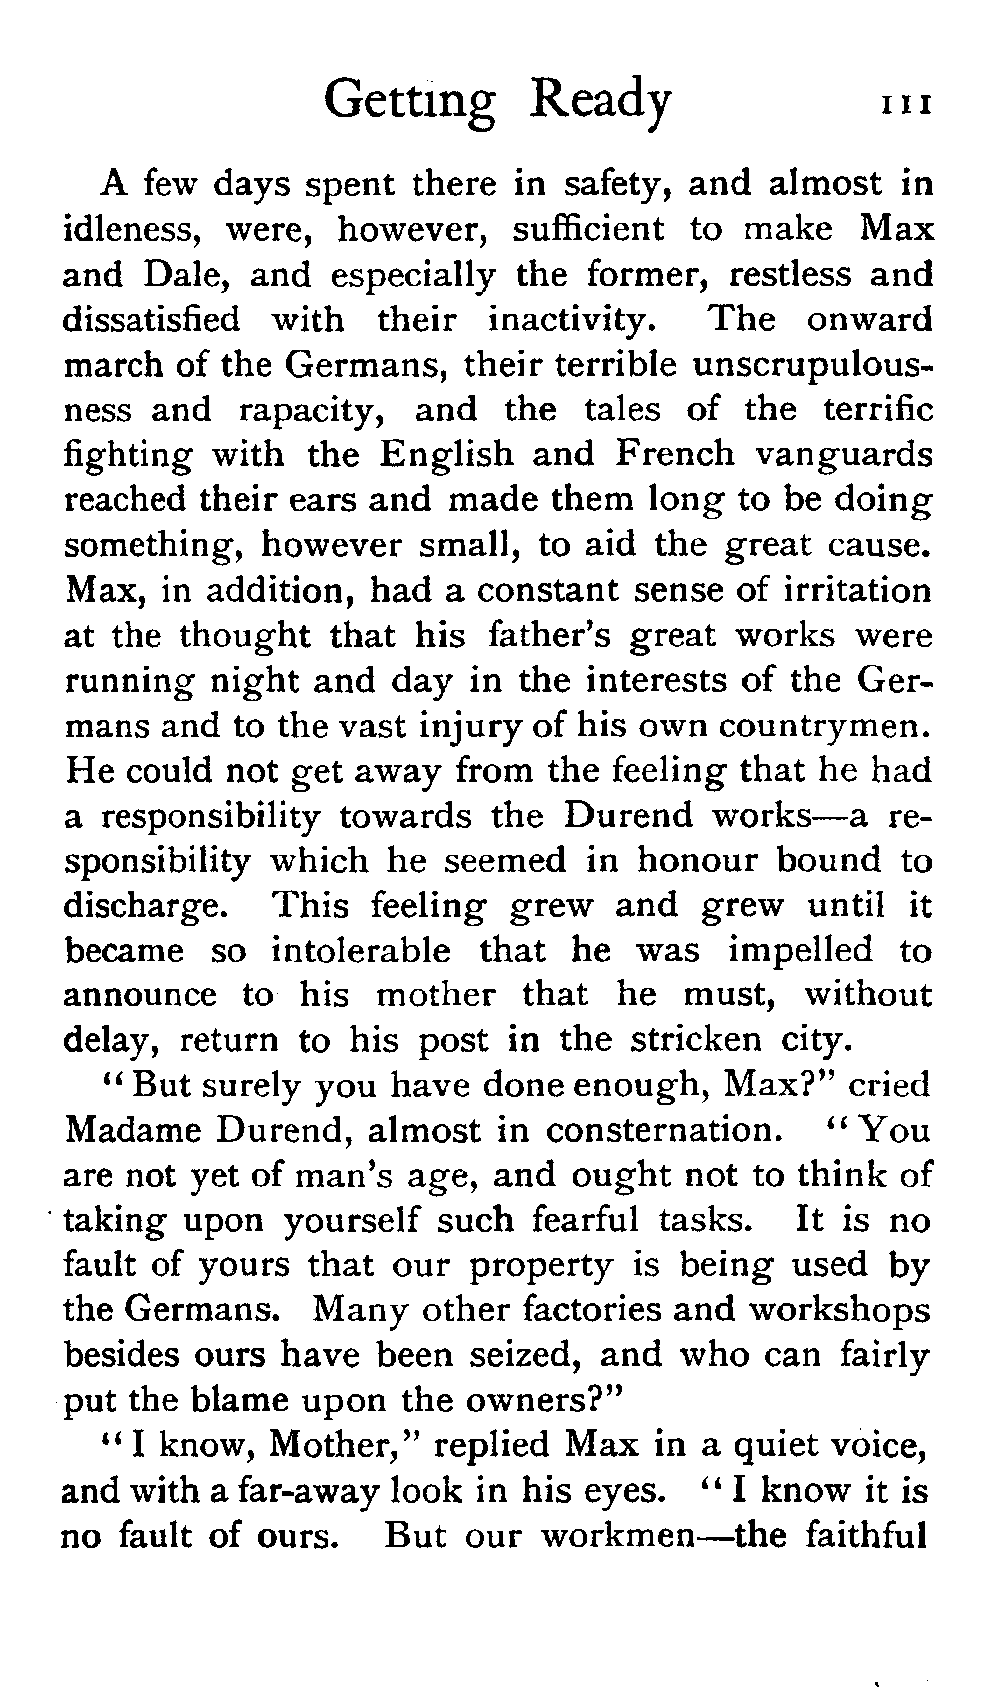 Getting Ready 111
A few days spent there in safety, and almost in
idleness, were, however, sufficient to make Max
and Dale, and especially the former, restless and
dissatisfied with their inactivity. The onward
march of the Germans, their terrible unscrupulous-
ness and rapacity, and the tales of the terrific
fighting with the English and French vanguards
reached their ears and made them long to be doing
something, however small, to aid the great cause.
Max, in addition, had a constant sense of irritation
at the thought that his father's great works were
running night and day in the interests of the Ger-
mans and to the vast injury of his own countrymen.
He could not get away from the feeling that he had
a responsibility towards the Durend works—a re-
sponsibility which he seemed in honour bound to
discharge. This feeling grew and grew until it
became so intolerable that he was impelled to
announce to his mother that he must, without
delay, return to his post in the stricken city.
"But surely you have done enough, Max?" cried
Madame Durend, almost in consternation. "You
are not yet of man's age, and ought not to think of
taking upon yourself such fearful tasks. It is no
fault of yours that our property is being used by
the Germans. Many other factories and workshops
besides ours have been seized, and who can fairly
put the blame upon the owners?"
"I know, Mother," replied Max in a quiet voice,
and with a far-away look in his eyes. "I know it is
no fault of ours. But our workmen—the faithful